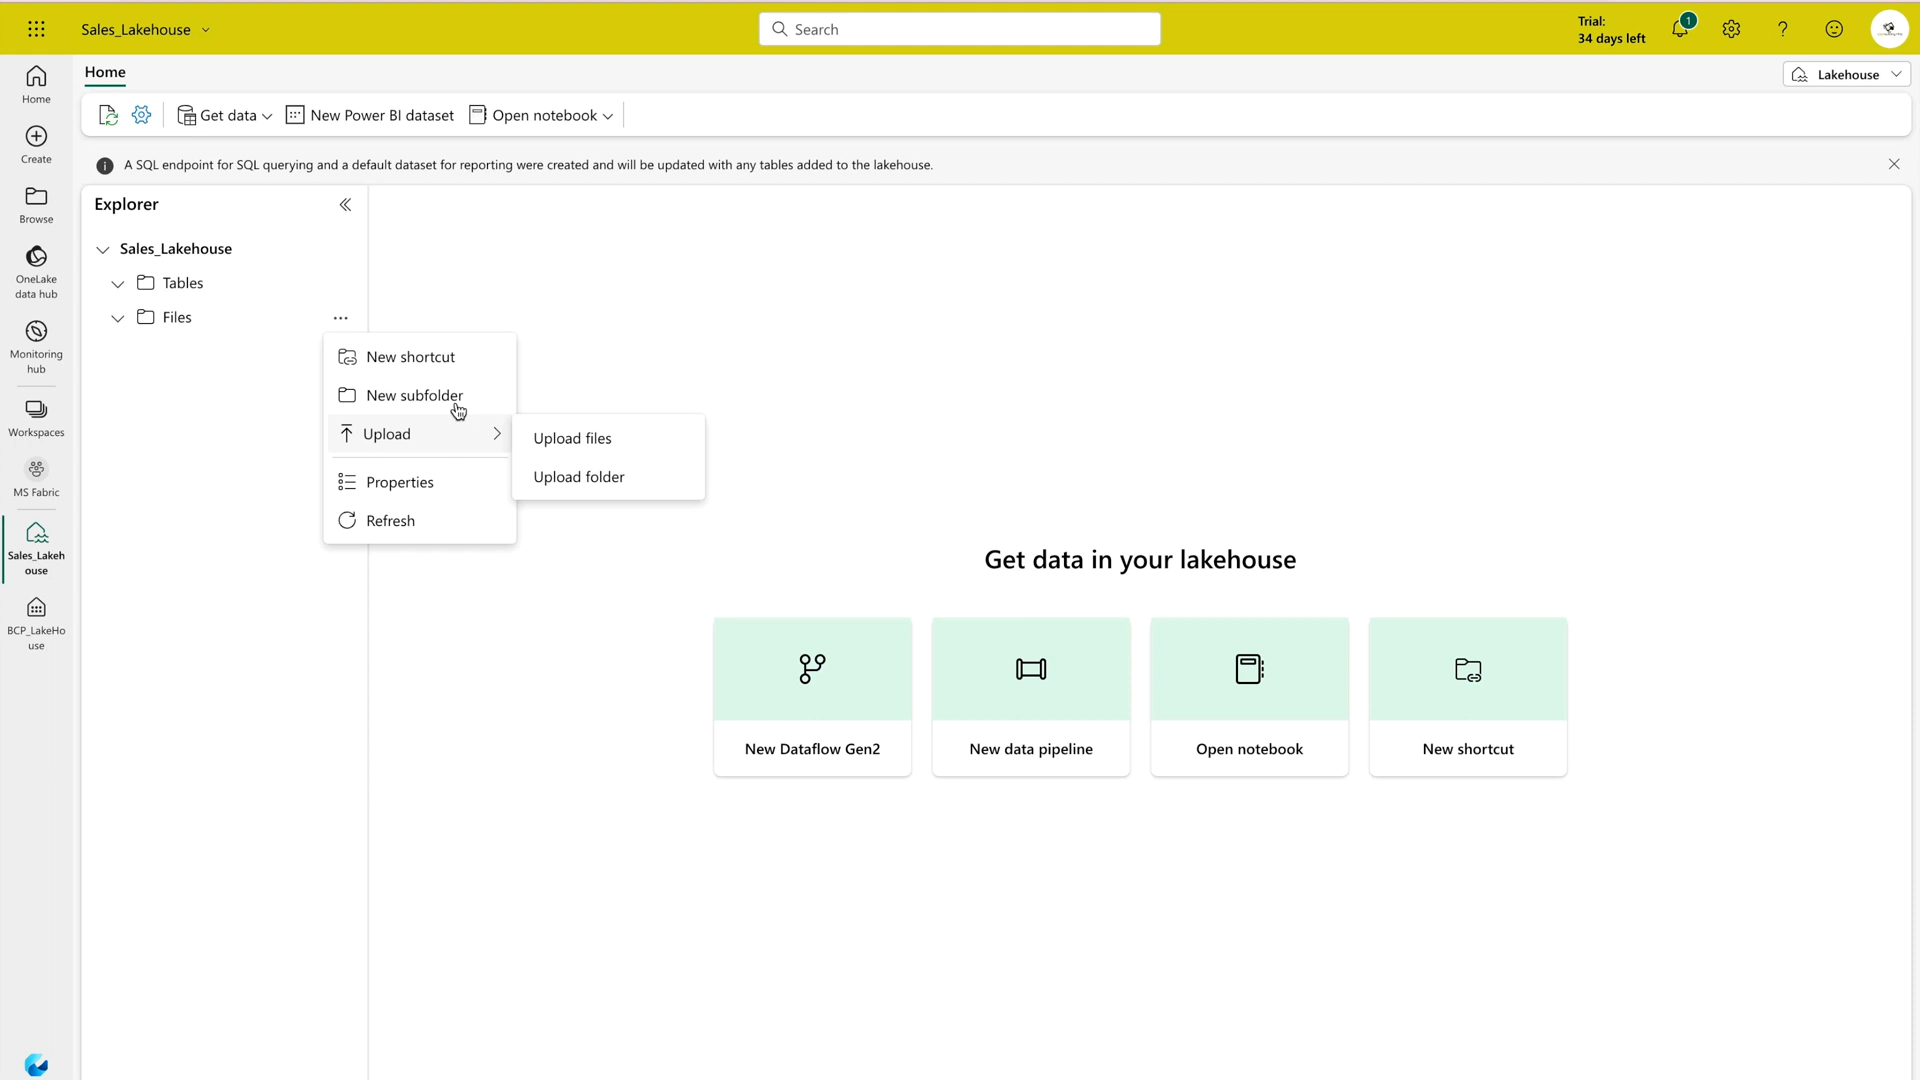 Sales_Lakehouse
Search
Trial:
34 days left
1
Home
Create
Browse
OneLake
data hub
Monitoring
hub
Workspaces
MS Fabric
Sales_Lakeh
ouse
BCP_LakeHo
use
Home
Lakehouse
Get data
New Power BI dataset
Open notebook
A SQL endpoint for SQL querying and a default dataset for reporting were created and will be updated with any tables added to the lakehouse.
Explorer
Sales_Lakehouse
Tables
Files
...
New shortcut
New subfolder
Upload
Properties
Refresh
Upload files
Upload folder
Get data in your lakehouse
New Dataflow Gen2
New data pipeline
Open notebook
New shortcut